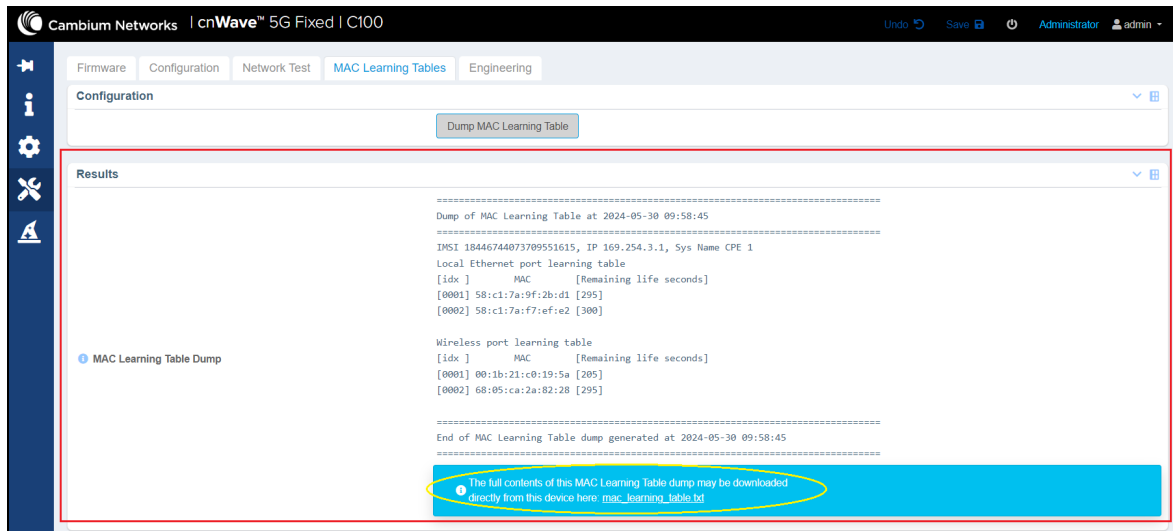 Cambium Networks | cnWave™ 5G Fixed | C100
Undo Save Administrator admin
Firmware Configuration Network Test MAC Learning Tables Engineering
Configuration
Dump MAC Learning Table
Results
MAC Learning Table Dump
================================================================================
Dump of MAC Learning Table at 2024-05-30 09:58:45
================================================================================
IMSI 18446744073709551615, IP 169.254.3.1, Sys Name CPE 1
Local Ethernet port learning table
[idx ] MAC [Remaining life seconds]
[0001] 58:c1:7a:9f:2b:d1 [295]
[0002] 58:c1:7a:f7:ef:e2 [300]
Wireless port learning table
[idx ] MAC [Remaining life seconds]
[0001] 00:1b:21:c0:19:5a [205]
[0002] 68:05:ca:2a:82:28 [295]
================================================================================
End of MAC Learning Table dump generated at 2024-05-30 09:58:45
================================================================================
The full contents of this MAC Learning Table dump may be downloaded
directly from this device here: mac_learning_table.txt